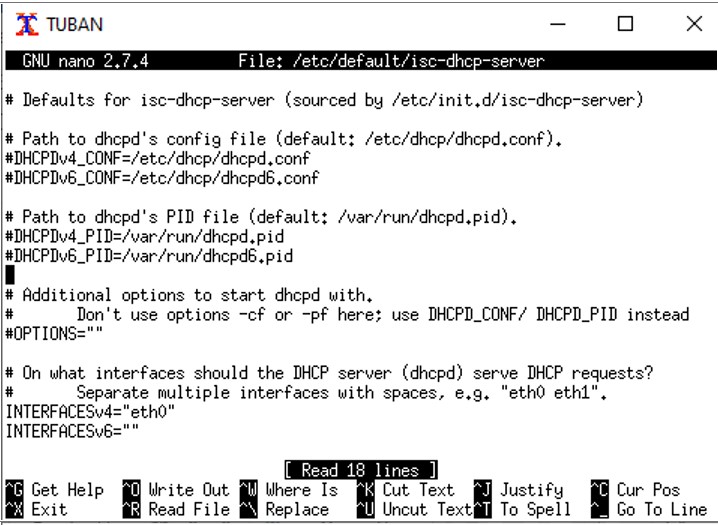 TUBAN
GNU nano 2.7.4 File: /etc/default/isc-dhcp-server
# Defaults for isc-dhcp-server (sourced by /etc/init.d/isc-dhcp-server)
# Path to dhcpd's config file (default: /etc/dhcp/dhcpd.conf).
#DHCPDv4_CONF=/etc/dhcp/dhcpd.conf
#DHCPDv6_CONF=/etc/dhcp/dhcpd6.conf
# Path to dhcpd's PID file (default: /var/run/dhcpd.pid).
#DHCPDv4_PID=/var/run/dhcpd.pid
#DHCPDv6_PID=/var/run/dhcpd6.pid
# Additional options to start dhcpd with.
#       Don't use options -cf or -pf here; use DHCPD_CONF/ DHCPD_PID instead
#OPTIONS=""
# On what interfaces should the DHCP server (dhcpd) serve DHCP requests?
#       Separate multiple interfaces with spaces, e.g. "eth0 eth1".
INTERFACESv4="eth0"
INTERFACESv6=""
[ Read 18 lines ]
^G Get Help ^O Write Out ^W Where Is ^K Cut Text ^J Justify ^C Cur Pos
^X Exit ^R Read File ^\ Replace ^U Uncut Text ^T To Spell ^_ Go To Line